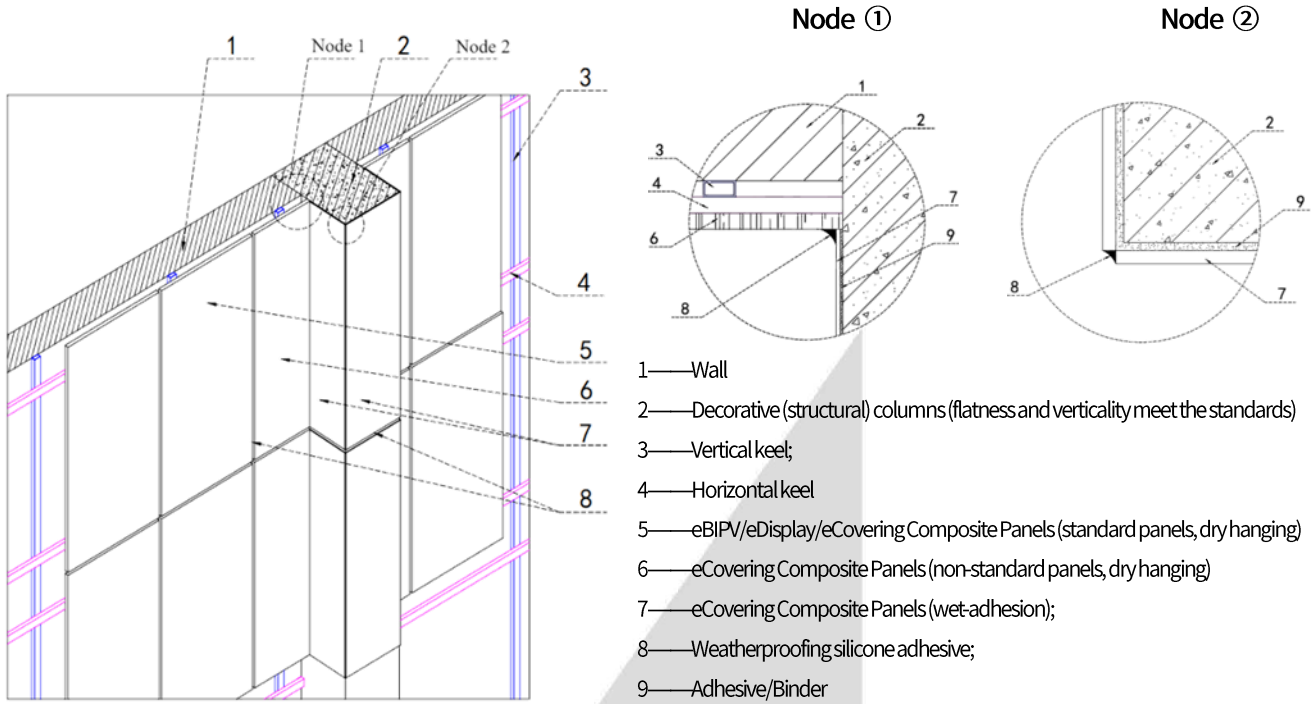 Node ①
Node ②
1
Node 1
2
Node 2
3
4
5
6
7
8
1
2
3
4
7
6
9
8
2
9
8
7
1——Wall
2——Decorative (structural) columns (flatness and verticality meet the standards)
3——Vertical keel;
4——Horizontal keel
5——eBIPV/eDisplay/eCovering Composite Panels (standard panels, dry hanging)
6——eCovering Composite Panels (non-standard panels, dry hanging)
7——eCovering Composite Panels (wet-adhesion);
8——Weatherproofing silicone adhesive;
9——Adhesive/Binder